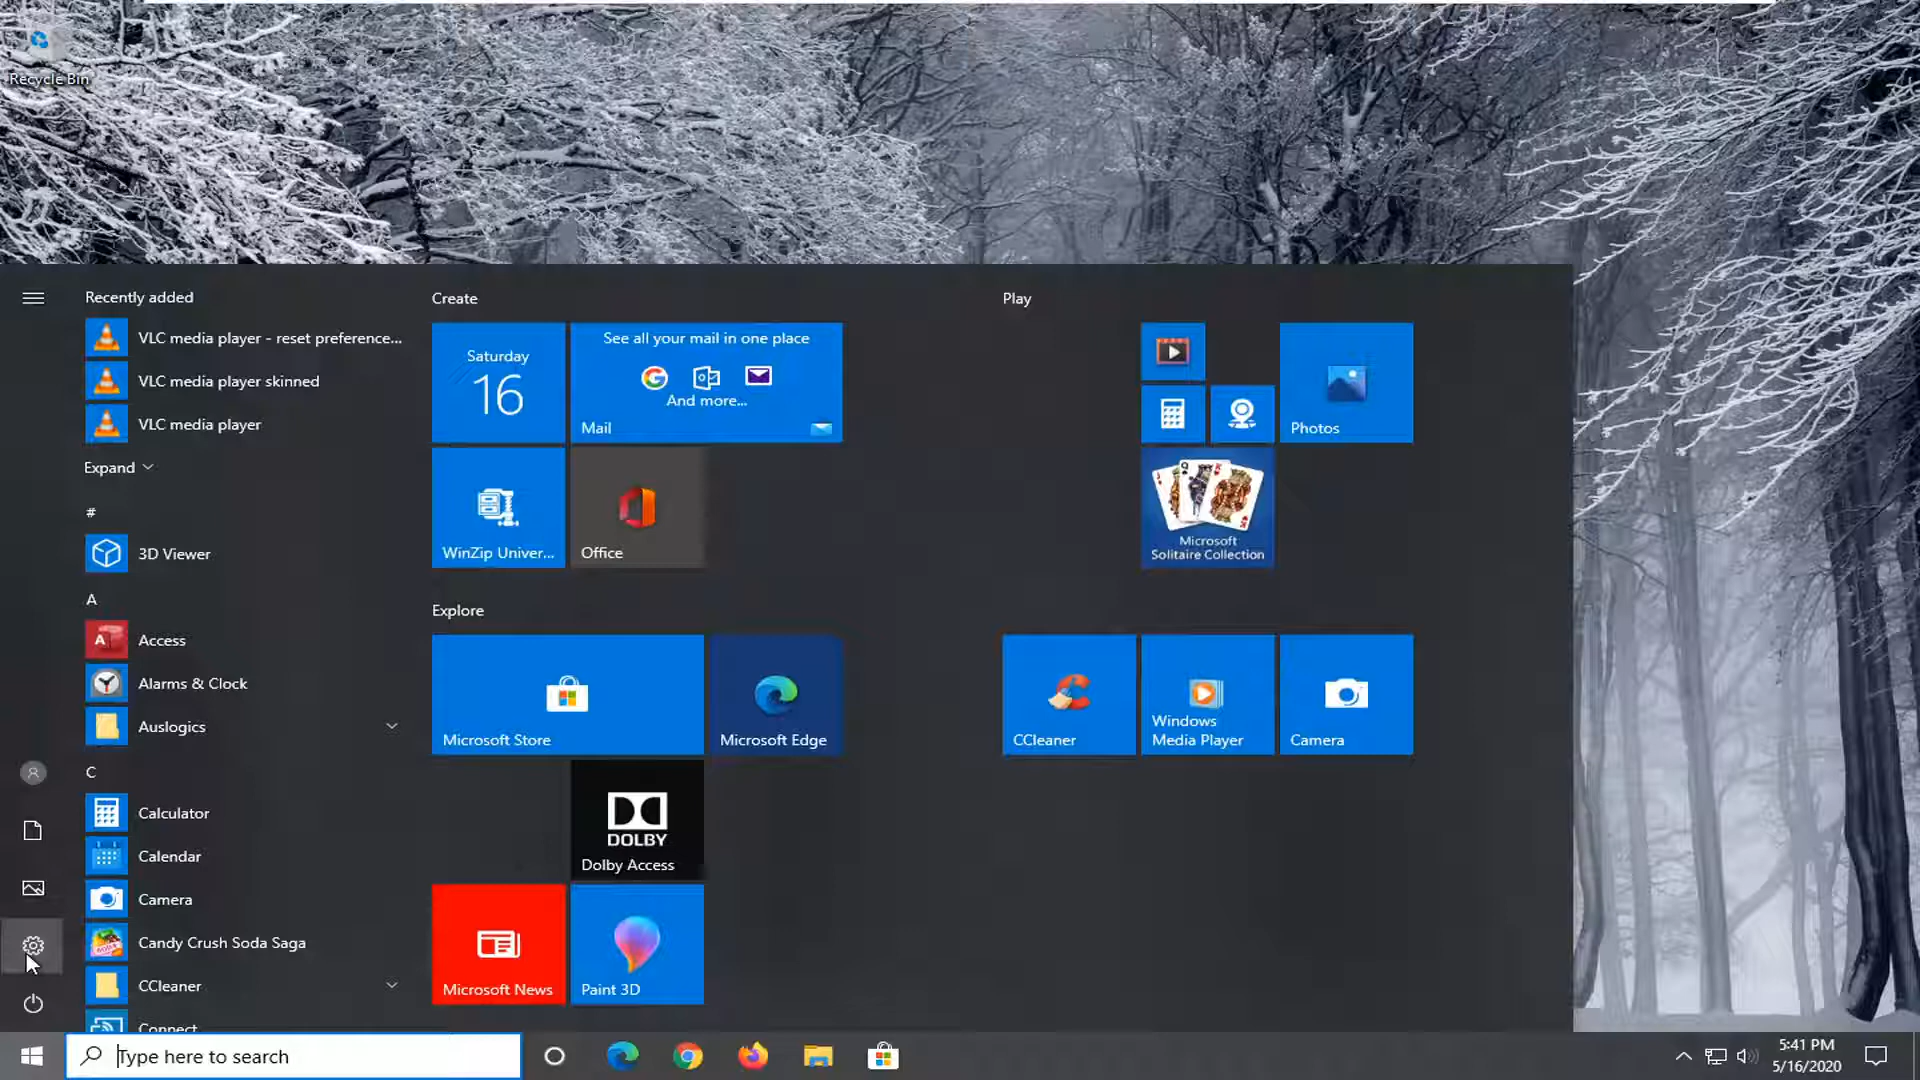 Recycle Bin
Recently added
VLC media player - reset preference...
VLC media player skinned
VLC media player
Expand
#
3D Viewer
A
Access
Alarms & Clock
Auslogics
C
Calculator
Calendar
Camera
Candy Crush Soda Saga
CCleaner
Connect
Create
Saturday
16
See all your mail in one place
And more...
Mail
WinZip Univer...
Office
Explore
Microsoft Store
Microsoft Edge
DOLBY
Dolby Access
Microsoft News
Paint 3D
Play
Photos
Microsoft
Solitaire Collection
CCleaner
Windows
Media Player
Camera
Type here to search
5:41 PM
5/16/2020